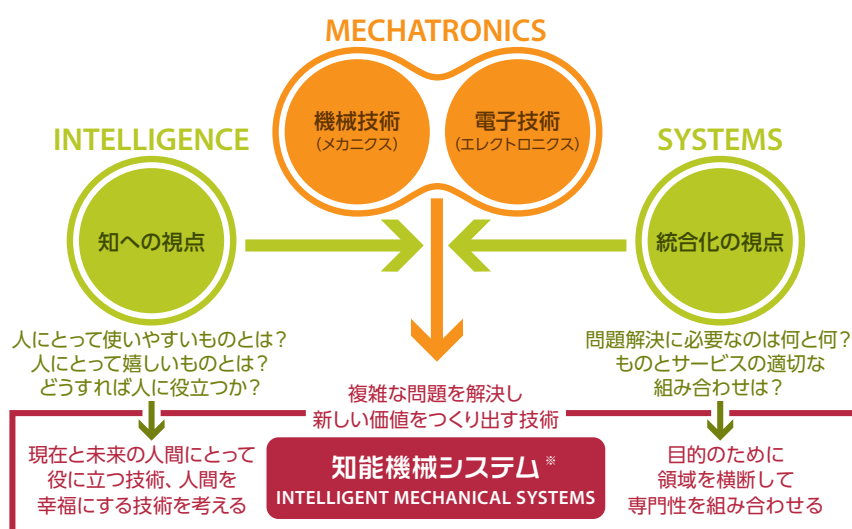 MECHATRONICS
機械技術
(メカニクス)
電子技術
(エレクトロニクス)
INTELLIGENCE
知への視点
SYSTEMS
統合化の視点
人にとって使いやすいものとは?
人にとって嬉しいものとは?
どうすれば人に役立つか?
問題解決に必要なのは何と何?
ものとサービスの適切な
組み合わせは?
複雑な問題を解決し
新しい価値をつくり出す技術
現在と未来の人間にとって
役に立つ技術、人間を
幸福にする技術を考える
知能機械システム※
INTELLIGENT MECHANICAL SYSTEMS
目的のために
領域を横断して
専門性を組み合わせる